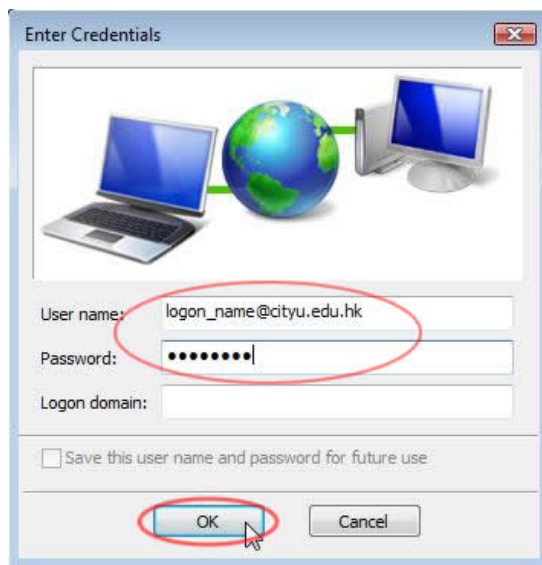 Enter Credentials
User name: logon_name@cityu.edu.hk
Password: ●●●●●●●●
Logon domain:
Save this user name and password for future use
OK Cancel